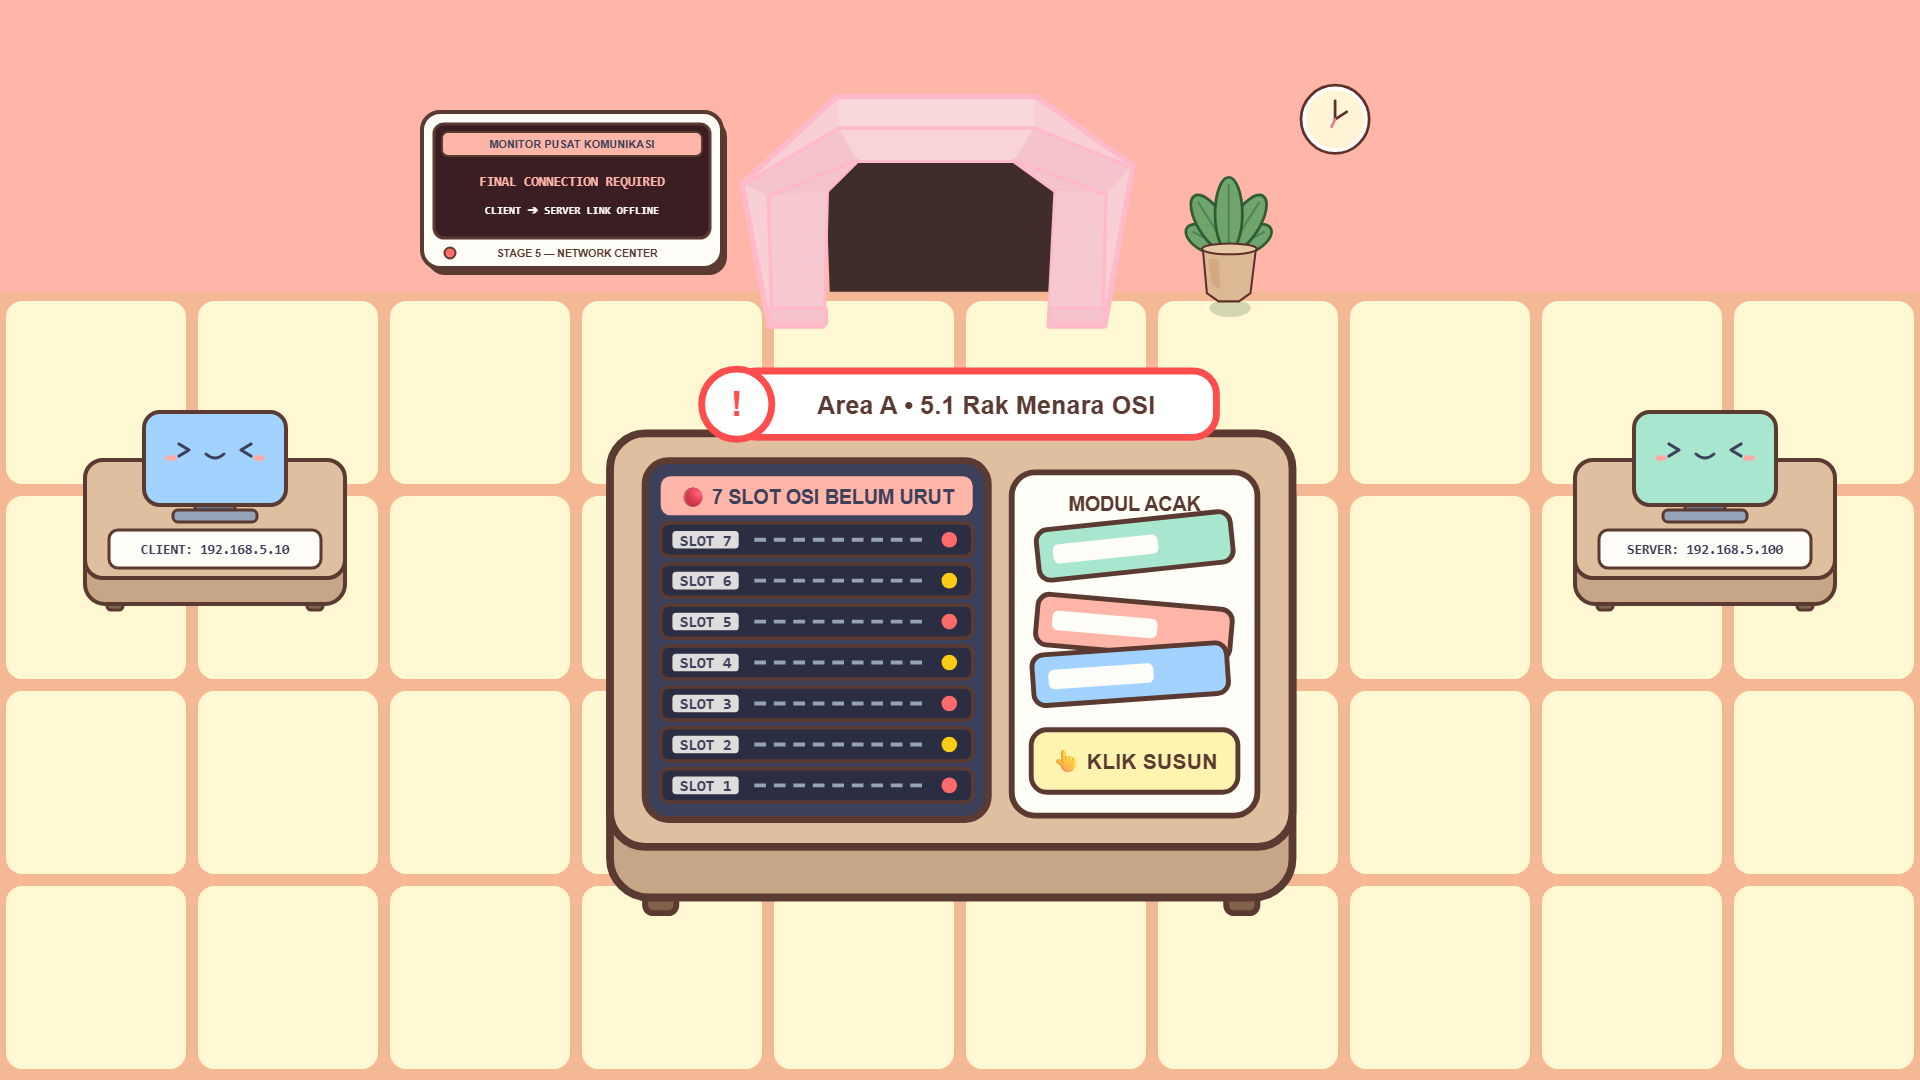 MONITOR PUSAT KOMUNIKASI
FINAL CONNECTION REQUIRED
CLIENT ➔ SERVER LINK OFFLINE
STAGE 5 — NETWORK CENTER
! Area A • 5.1 Rak Menara OSI
7 SLOT OSI BELUM URUT
SLOT 7
SLOT 6
SLOT 5
SLOT 4
SLOT 3
SLOT 2
SLOT 1
MODUL ACAK
👆 KLIK SUSUN
CLIENT: 192.168.5.10
SERVER: 192.168.5.100